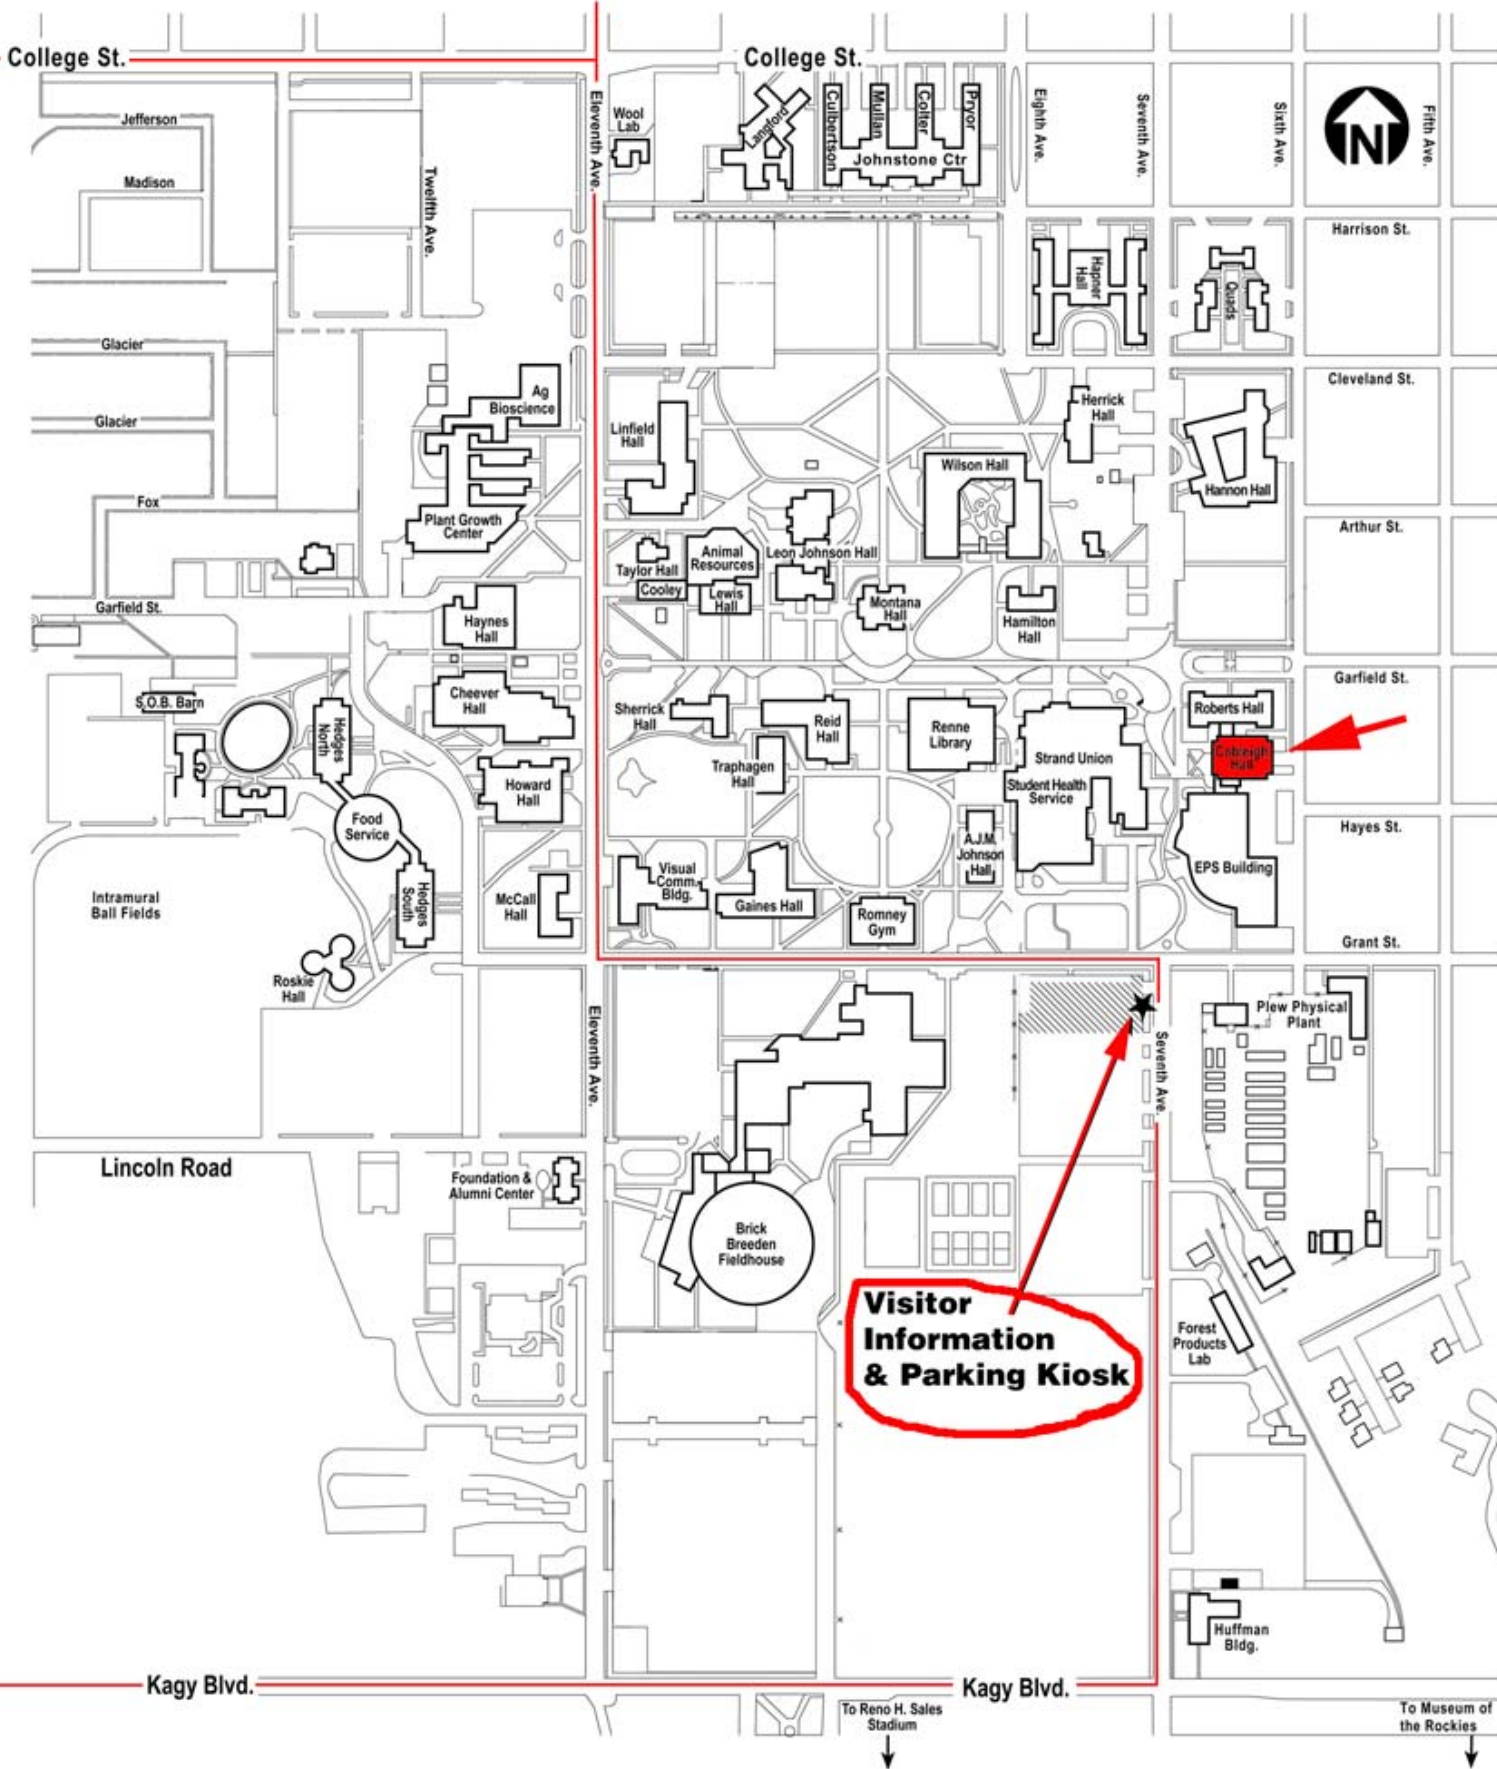 College St.
College St.
Jefferson
Madison
Twelfth Ave.
Eleventh Ave.
Wool
Lab
Langford
Culbertson
Mullan
Colter
Pryor
Johnstone Ctr
Eighth Ave.
Seventh Ave.
Sixth Ave.
N
Fifth Ave.
Harrison St.
Hapner
Hall
Quads
Glacier
Glacier
Fox
Cleveland St.
Ag
Bioscience
Linfield
Hall
Herrick
Hall
Wilson Hall
Hannon Hall
Plant Growth
Center
Arthur St.
Taylor Hall
Animal
Resources
Leon Johnson Hall
Cooley
Lewis
Hall
Montana
Hall
Hamilton
Hall
Garfield St.
Haynes
Hall
Garfield St.
S.O.B. Barn
Hedges
North
Cheever
Hall
Sherrick
Hall
Reid
Hall
Renne
Library
Roberts Hall
Cobleigh
Hall
Traphagen
Hall
Strand Union
Student Health
Service
Howard
Hall
Food
Service
Hayes St.
A.J.M.
Johnson
Hall
EPS Building
Intramural
Ball Fields
Hedges
South
McCall
Hall
Visual
Comm.
Bldg.
Gaines Hall
Romney
Gym
Grant St.
Roskie
Hall
Eleventh Ave.
Seventh Ave.
Plew Physical
Plant
Lincoln Road
Foundation &
Alumni Center
Brick
Breeden
Fieldhouse
Visitor
Information
& Parking Kiosk
Forest
Products
Lab
Huffman
Bldg.
Kagy Blvd.
Kagy Blvd.
To Reno H. Sales
Stadium
To Museum of
the Rockies